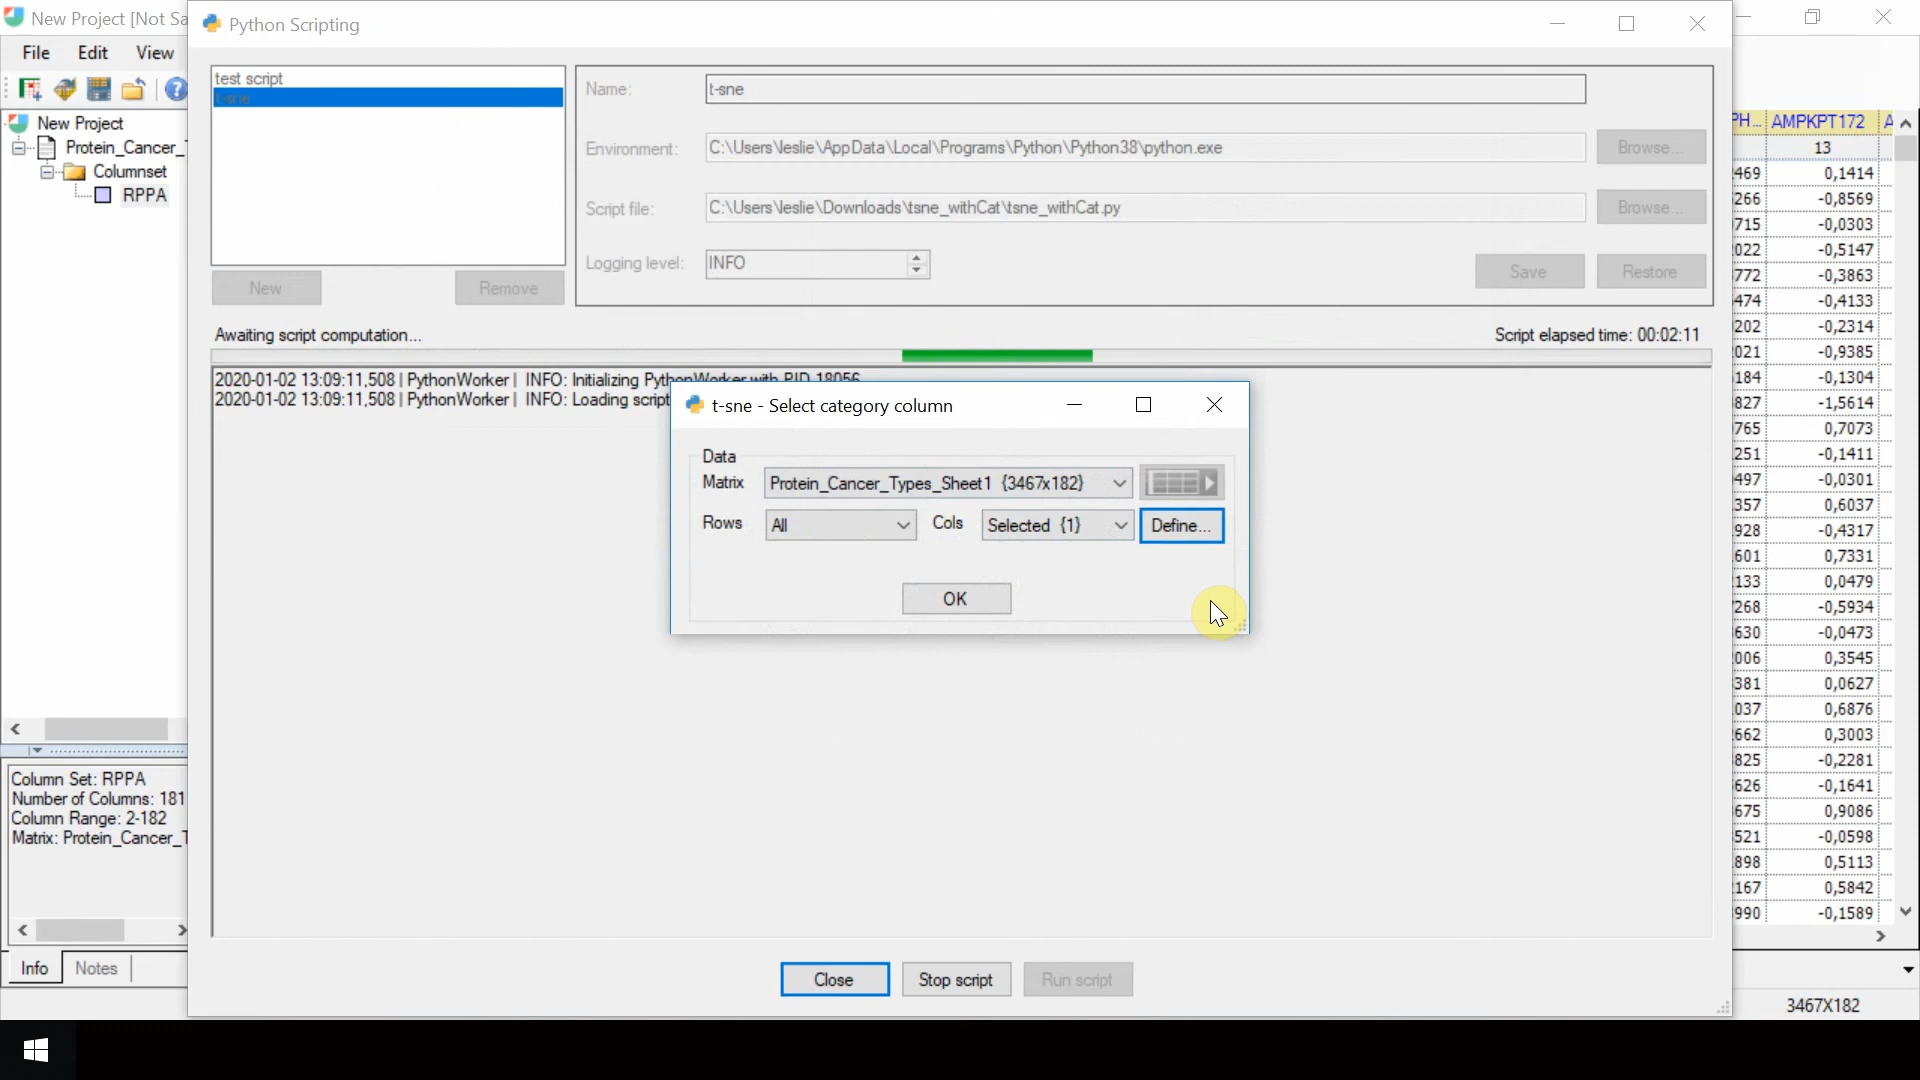 New Project [Not Sa
Python Scripting
File Edit View
test script
t-sne
Name: t-sne
Environment: C:\Users\leslie\AppData\Local\Programs\Python\Python38\python.exe Browse...
Script file: C:\Users\leslie\Downloads\tsne_withCat\tsne_withCat.py Browse...
Logging level: INFO
Save Restore
New Remove
New Project
Protein_Cancer_T
Columnset
RPPA
Awaiting script computation...
Script elapsed time: 00:02:11
2020-01-02 13:09:11,508 | PythonWorker | INFO: Initializing PythonWorker with PID 18056
2020-01-02 13:09:11,508 | PythonWorker | INFO: Loading script
t-sne - Select category column
Data
Matrix Protein_Cancer_Types_Sheet1 {3467x182}
Rows All Cols Selected {1} Define...
OK
Close Stop script Run script
Column Set: RPPA
Number of Columns: 181
Column Range: 2-182
Matrix: Protein_Cancer_T
Info Notes
PH... AMPKPT172 A
13
469 0,1414
266 -0,8569
715 -0,0303
022 -0,5147
772 -0,3863
474 -0,4133
202 -0,2314
021 -0,9385
184 -0,1304
827 -1,5614
765 0,7073
251 -0,1411
497 -0,0301
357 0,6037
928 -0,4317
601 0,7331
133 0,0479
268 -0,5934
630 -0,0473
006 0,3545
381 0,0627
037 0,6876
662 0,3003
825 -0,2281
626 -0,1641
675 0,9086
521 -0,0598
898 0,5113
167 0,5842
990 -0,1589
3467X182